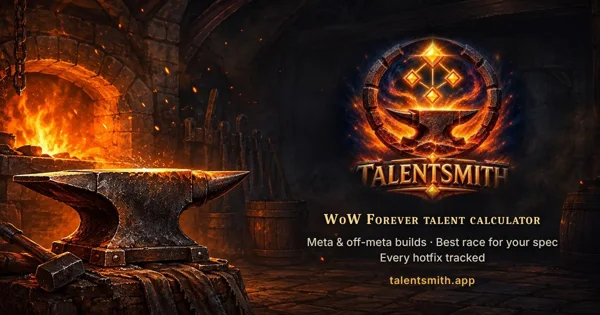 TALENTSMITH
WoW Forever talent calculator
Meta & off-meta builds · Best race for your spec
Every hotfix tracked
talentsmith.app